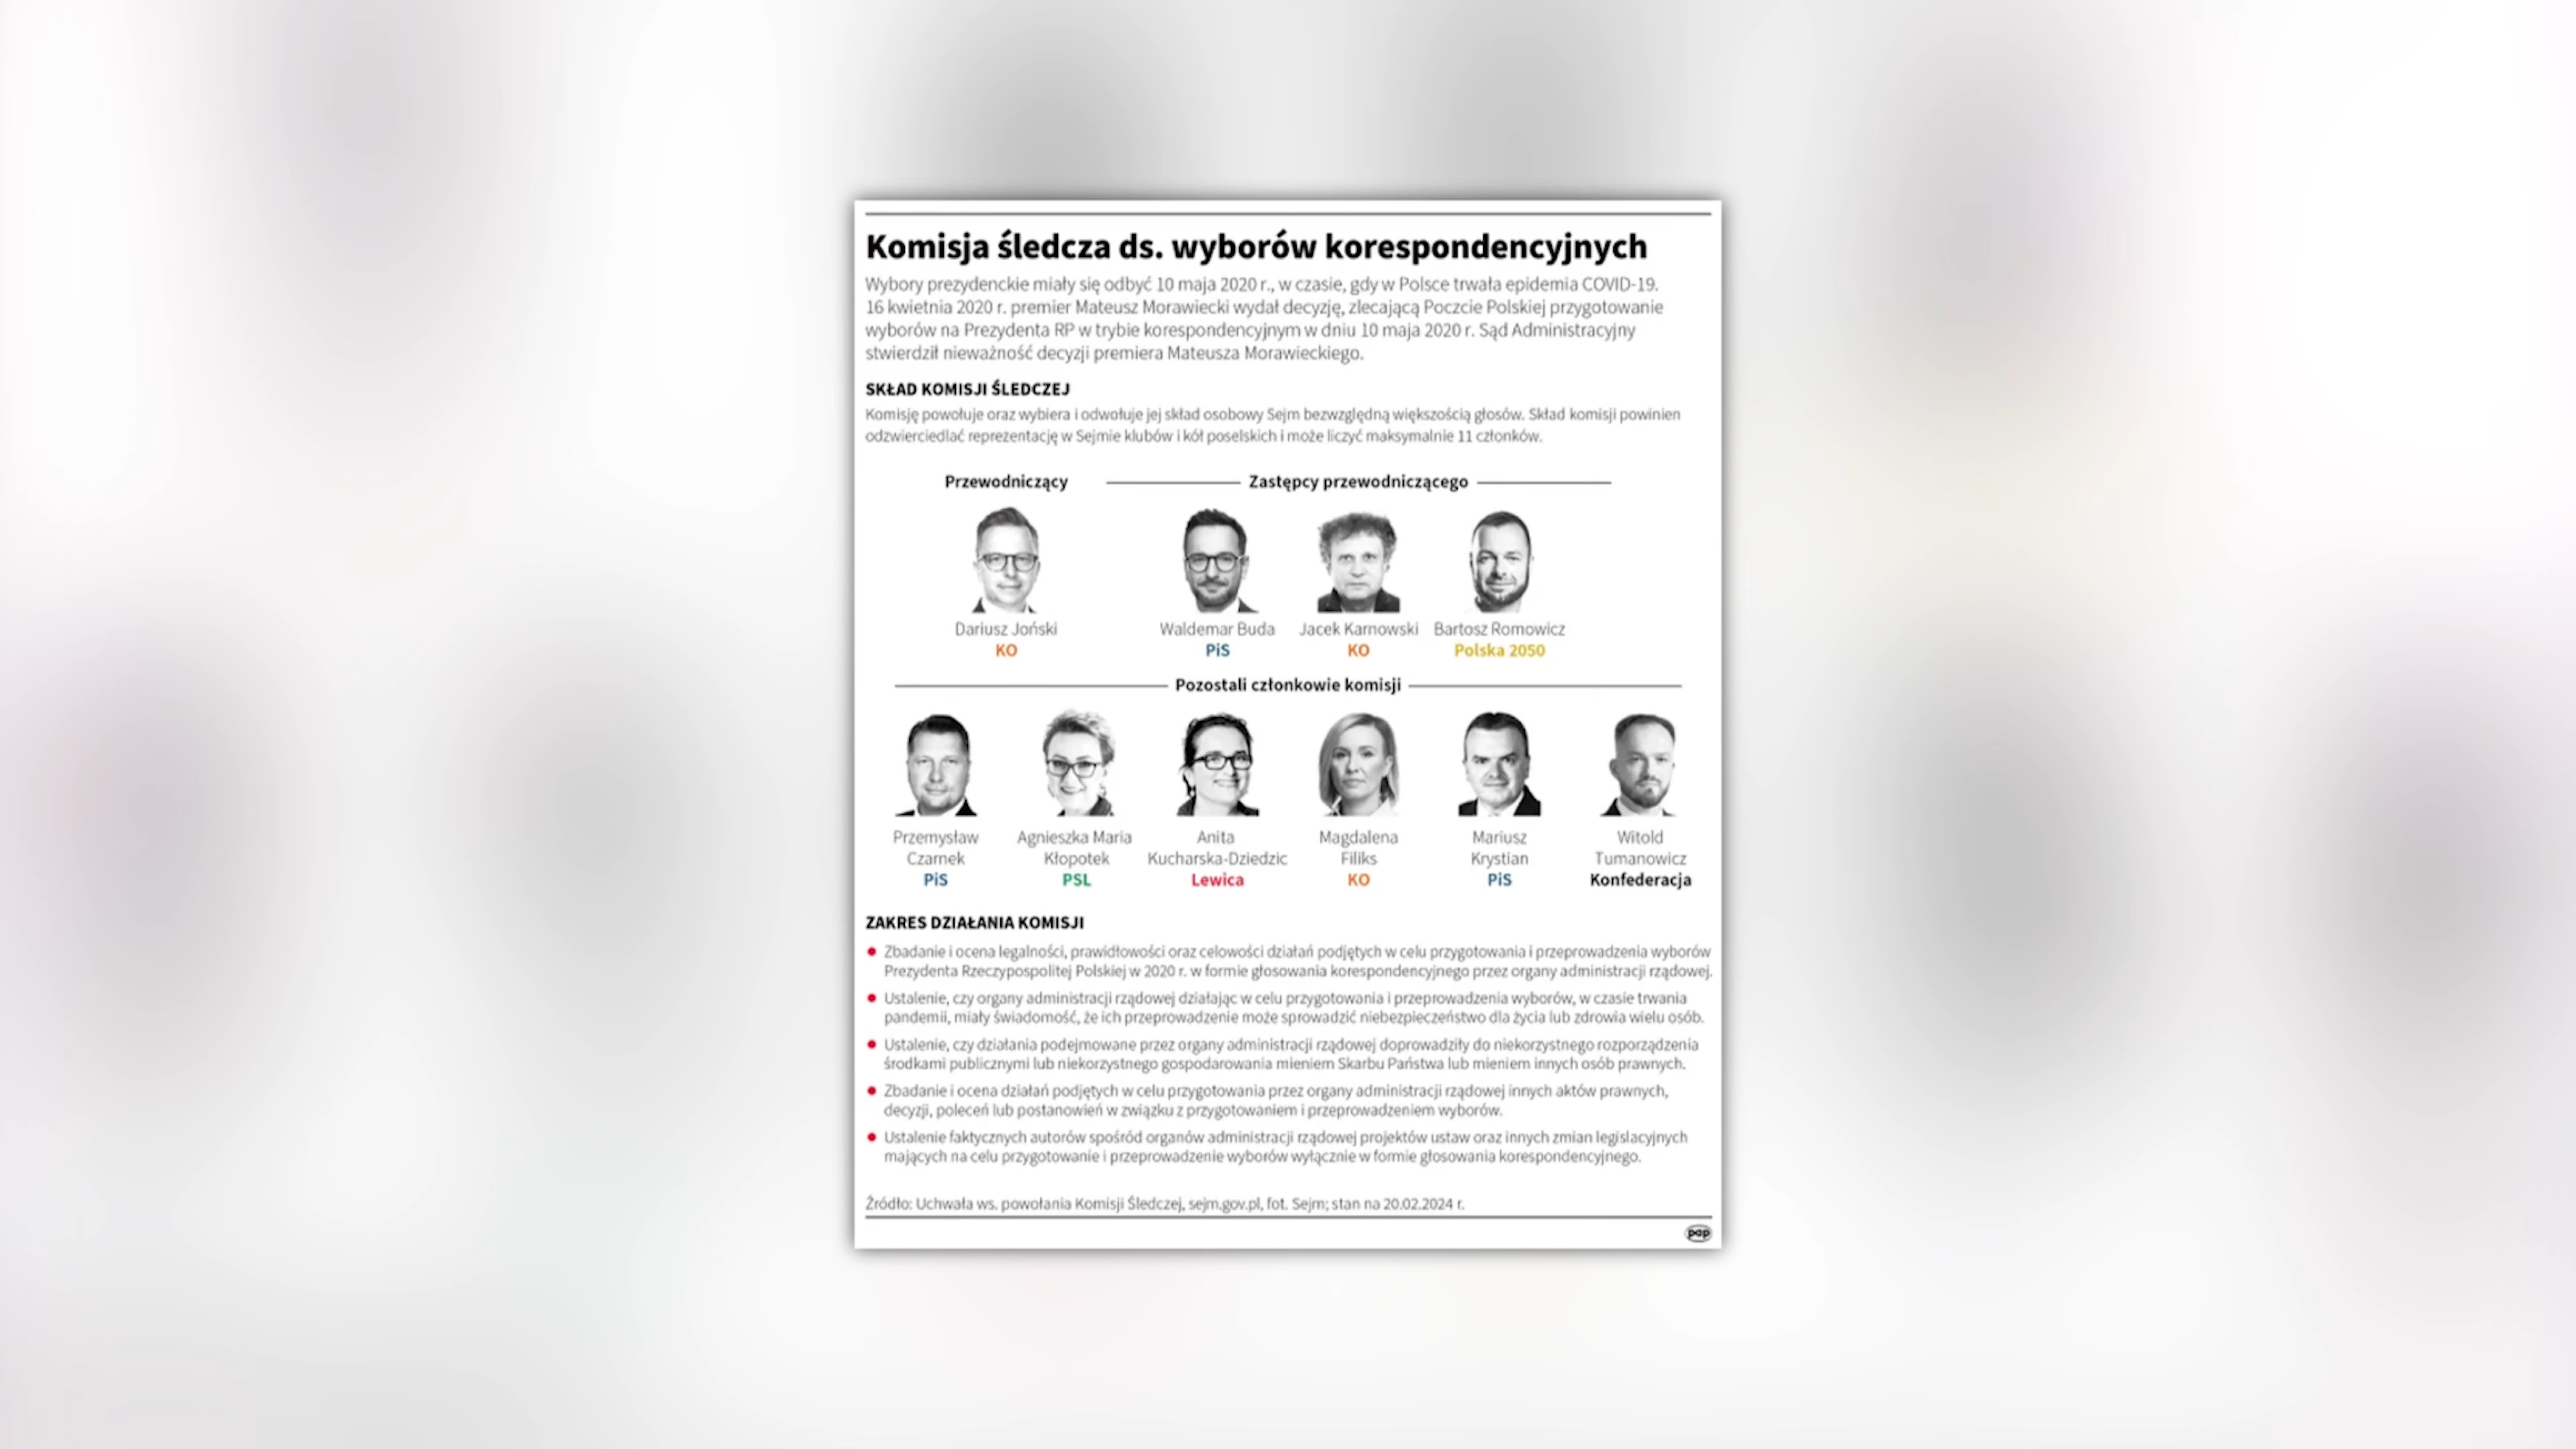 Komisja śledcza ds. wyborów korespondencyjnych
Wybory prezydenckie miały się odbyć 10 maja 2020 r., w czasie, gdy w Polsce trwała epidemia COVID-19.
16 kwietnia 2020 r. premier Mateusz Morawiecki wydał decyzję, zlecającą Poczcie Polskiej przygotowanie
wyborów na Prezydenta RP w trybie korespondencyjnym w dniu 10 maja 2020 r. Sąd Administracyjny
stwierdził nieważność decyzji premiera Mateusza Morawieckiego.
SKŁAD KOMISJI ŚLEDCZEJ
Komisję powołuje oraz wybiera i odwołuje jej skład osobowy Sejm bezwzględną większością głosów. Skład komisji powinien
odzwierciedlać reprezentację w Sejmie klubów i kół poselskich i może liczyć maksymalnie 11 członków.
Przewodniczący Zastępcy przewodniczącego
Dariusz Joński Waldemar Buda Jacek Karnowski Bartosz Romowicz
KO PiS KO Polska 2050
Pozostali członkowie komisji
Przemysław Agnieszka Maria Anita Magdalena Mariusz Witold
Czarnek Kłopotek Kucharska-Dziedzic Filiks Krystian Tumanowicz
PiS PSL Lewica KO PiS Konfederacja
ZAKRES DZIAŁANIA KOMISJI
Zbadanie i ocena legalności, prawidłowości oraz celowości działań podjętych w celu przygotowania i przeprowadzenia wyborów
Prezydenta Rzeczypospolitej Polskiej w 2020 r. w formie głosowania korespondencyjnego przez organy administracji rządowej.
Ustalenie, czy organy administracji rządowej działając w celu przygotowania i przeprowadzenia wyborów, w czasie trwania
pandemii, miały świadomość, że ich przeprowadzenie może sprowadzić niebezpieczeństwo dla życia lub zdrowia wielu osób.
Ustalenie, czy działania podejmowane przez organy administracji rządowej doprowadziły do niekorzystnego rozporządzenia
środkami publicznymi lub niekorzystnego gospodarowania mieniem Skarbu Państwa lub mieniem innych osób prawnych.
Zbadanie i ocena działań podjętych w celu przygotowania przez organy administracji rządowej innych aktów prawnych,
decyzji, poleceń lub postanowień w związku z przygotowaniem i przeprowadzeniem wyborów.
Ustalenie faktycznych autorów spośród organów administracji rządowej projektów ustaw oraz innych zmian legislacyjnych
mających na celu przygotowanie i przeprowadzenie wyborów wyłącznie w formie głosowania korespondencyjnego.
Źródło: Uchwała ws. powołania Komisji Śledczej, sejm.gov.pl, fot. Sejm; stan na 20.02.2024 r.
pap